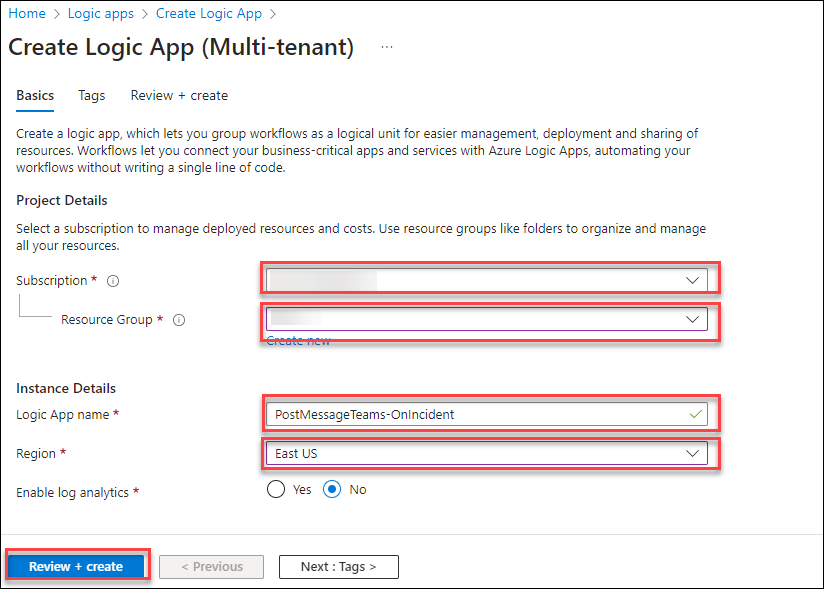 Home > Logic apps > Create Logic App >
Create Logic App (Multi-tenant) ...
Basics Tags Review + create
Create a logic app, which lets you group workflows as a logical unit for easier management, deployment and sharing of
resources. Workflows let you connect your business-critical apps and services with Azure Logic Apps, automating your
workflows without writing a single line of code.
Project Details
Select a subscription to manage deployed resources and costs. Use resource groups like folders to organize and manage
all your resources.
Subscription *
Resource Group *
Create new
Instance Details
Logic App name * PostMessageTeams-OnIncident
Region * East US
Enable log analytics * Yes No
Review + create < Previous Next : Tags >